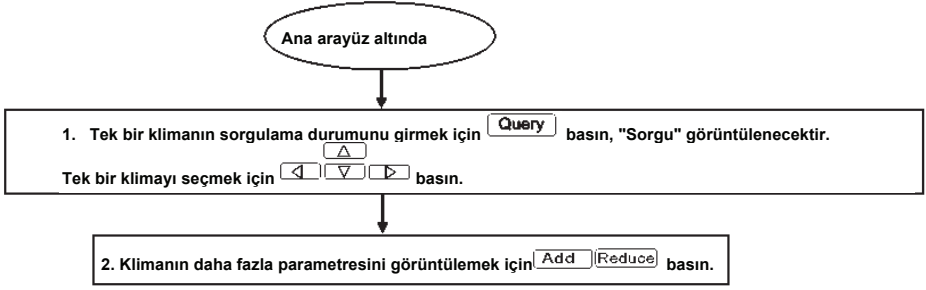 Ana arayüz altında
1. Tek bir klimanın sorgulama durumunu girmek için Query basın, "Sorgu" görüntülenecektir.
Tek bir klimayı seçmek için basın.
2. Klimanın daha fazla parametresini görüntülemek için Add Reduce basın.